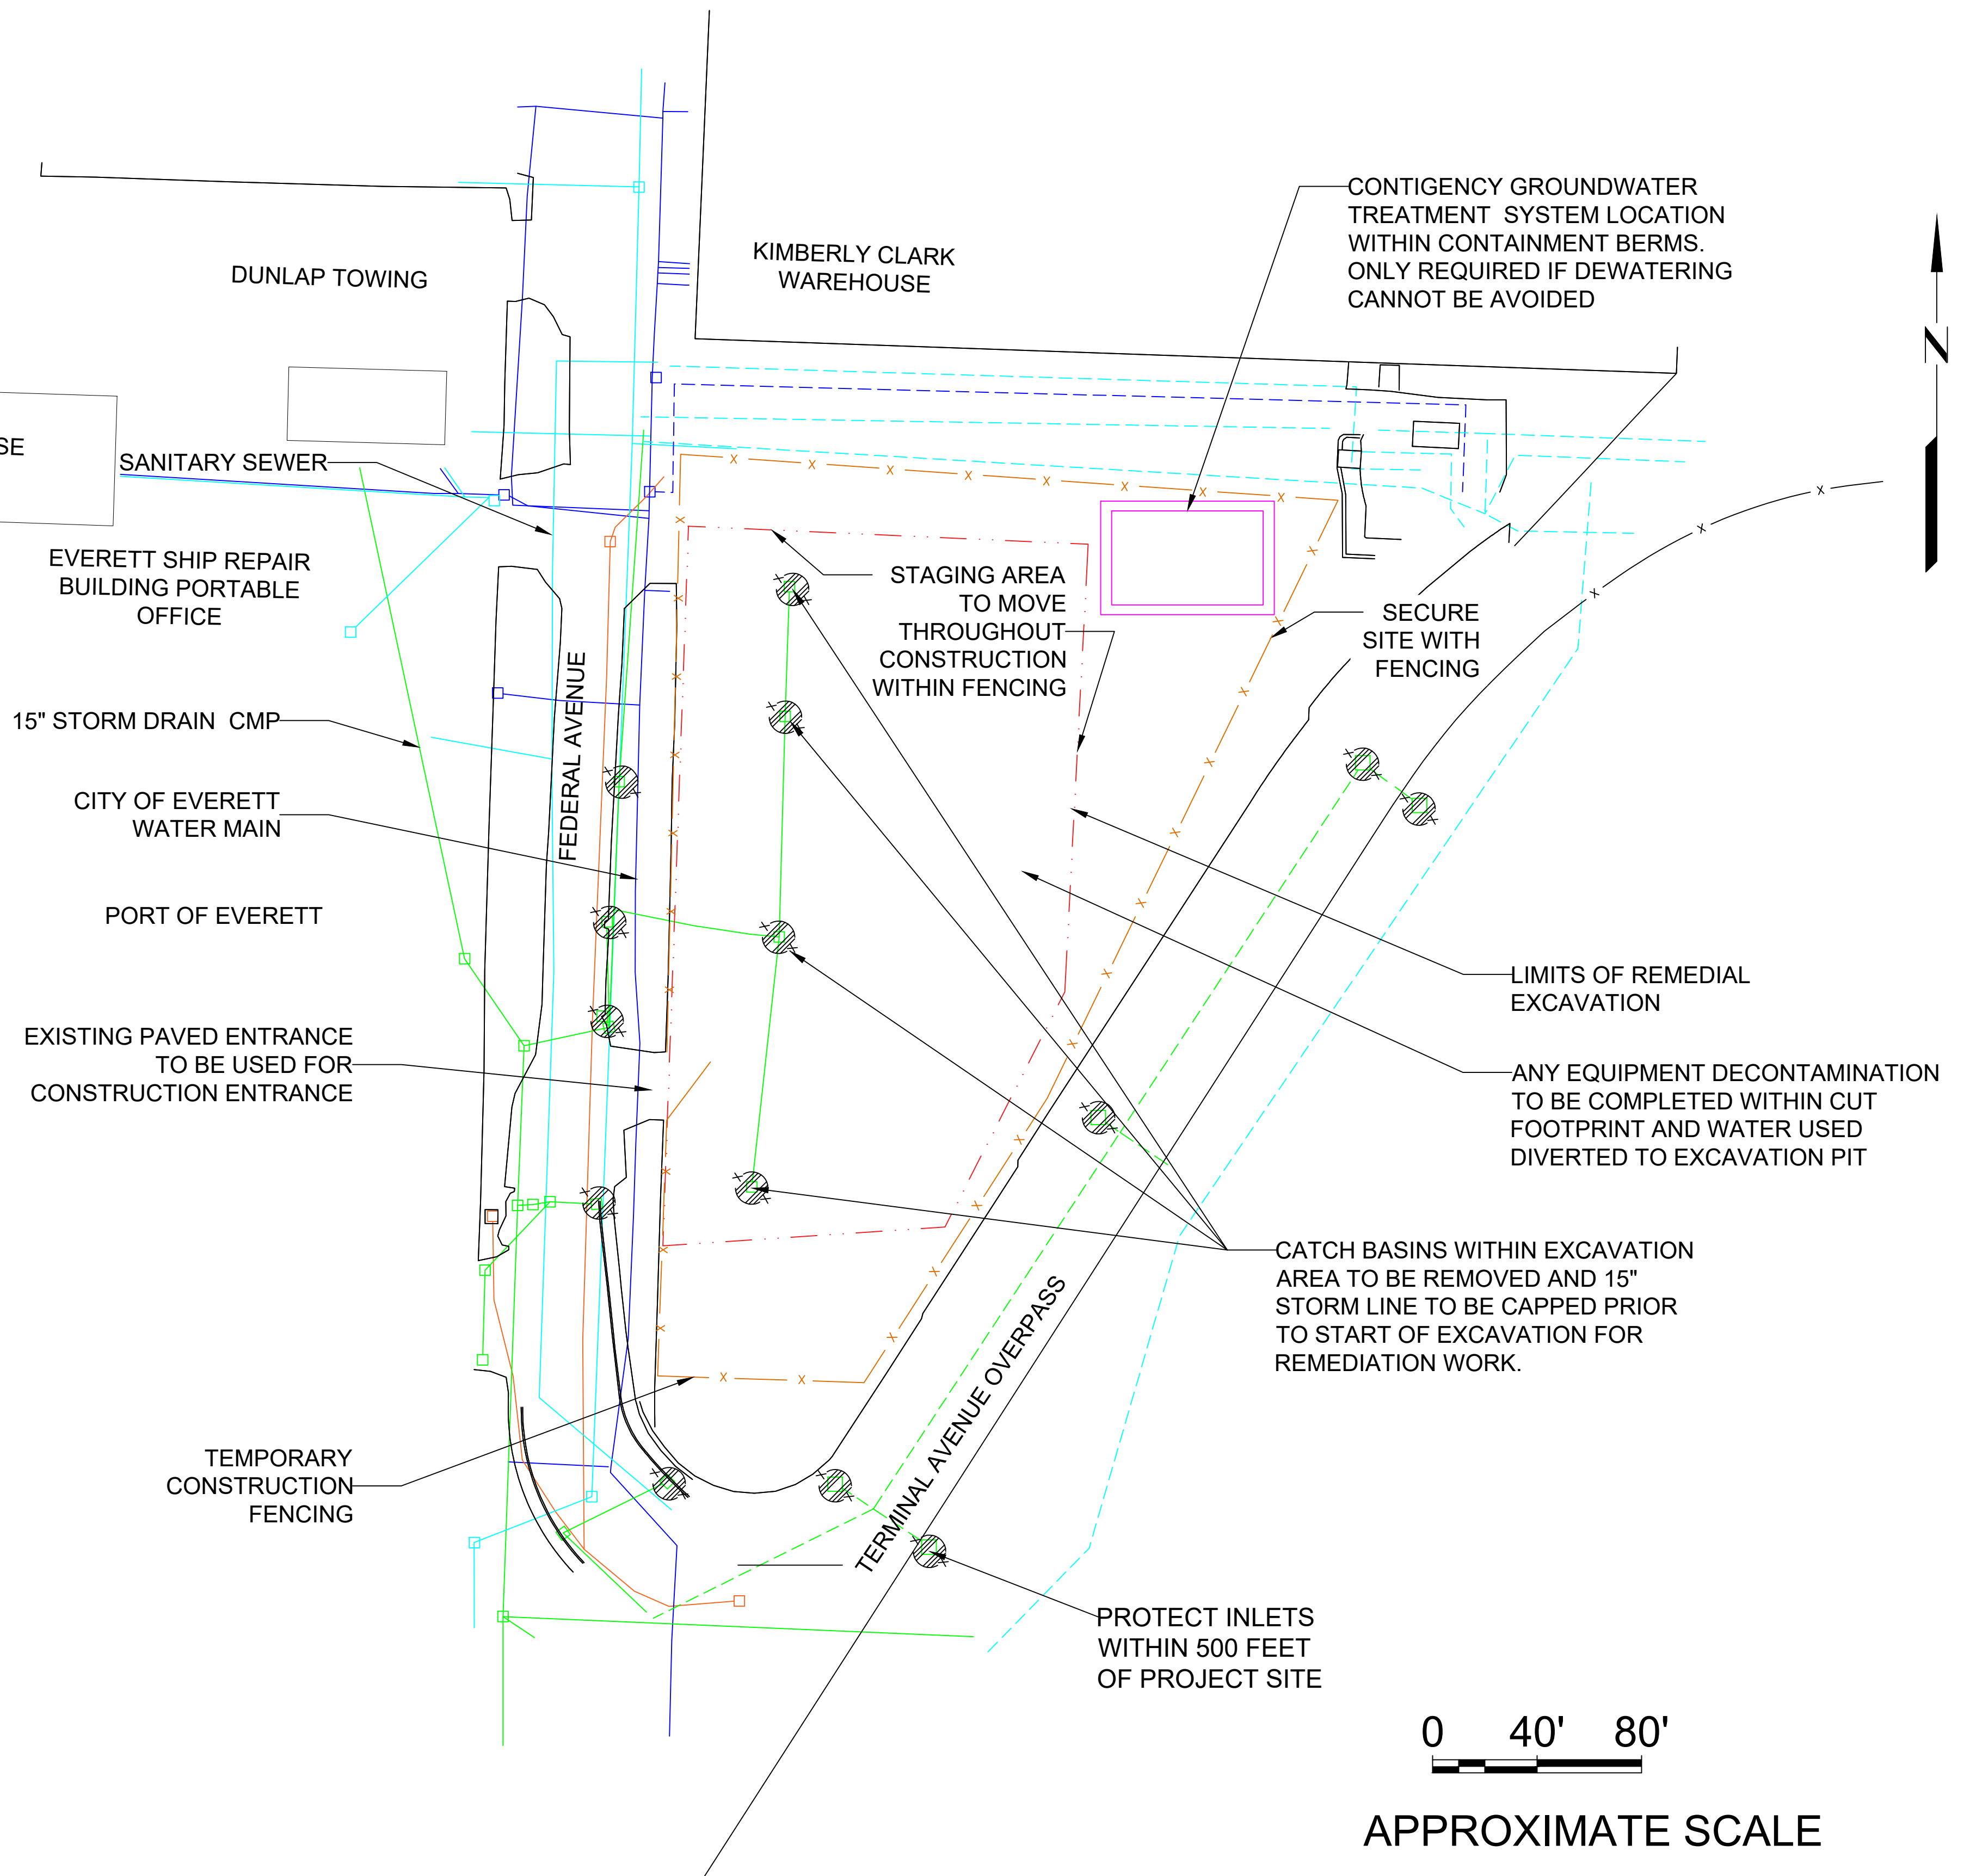 CONTIGENCY GROUNDWATER
TREATMENT SYSTEM LOCATION
WITHIN CONTAINMENT BERMS.
ONLY REQUIRED IF DEWATERING
CANNOT BE AVOIDED
N
KIMBERLY CLARK
WAREHOUSE
DUNLAP TOWING
SE
SANITARY SEWER
EVERETT SHIP REPAIR
BUILDING PORTABLE
OFFICE
STAGING AREA
TO MOVE
THROUGHOUT
CONSTRUCTION
WITHIN FENCING
SECURE
SITE WITH
FENCING
15" STORM DRAIN CMP
FEDERAL AVENUE
CITY OF EVERETT
WATER MAIN
PORT OF EVERETT
LIMITS OF REMEDIAL
EXCAVATION
EXISTING PAVED ENTRANCE
TO BE USED FOR
CONSTRUCTION ENTRANCE
ANY EQUIPMENT DECONTAMINATION
TO BE COMPLETED WITHIN CUT
FOOTPRINT AND WATER USED
DIVERTED TO EXCAVATION PIT
CATCH BASINS WITHIN EXCAVATION
AREA TO BE REMOVED AND 15"
STORM LINE TO BE CAPPED PRIOR
TO START OF EXCAVATION FOR
REMEDIATION WORK.
TERMINAL AVENUE OVERPASS
TEMPORARY
CONSTRUCTION
FENCING
PROTECT INLETS
WITHIN 500 FEET
OF PROJECT SITE
0 40' 80'
APPROXIMATE SCALE